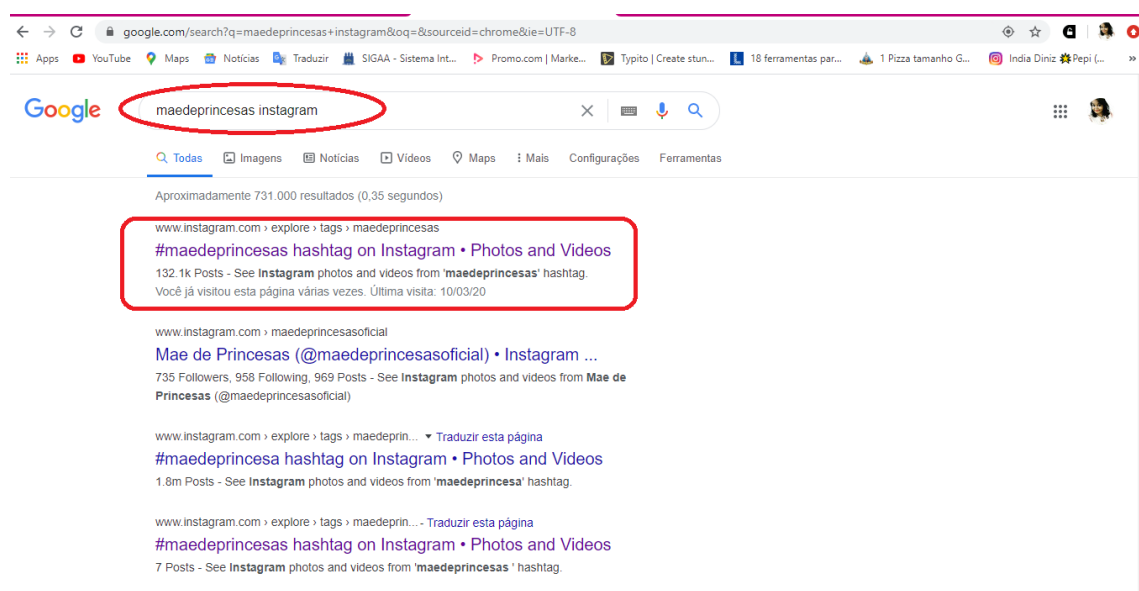 google.com/search?q=maedeprincesas+instagram&oq=&sourceid=chrome&ie=UTF-8
Apps YouTube Maps Notícias Traduzir SIGAA - Sistema Int... Promo.com | Marke... Typito | Create stun... 18 ferramentas par... 1 Pizza tamanho G... India Diniz Pepi (... »
Google maedeprincesas instagram
Todas Imagens Notícias Vídeos Maps Mais Configurações Ferramentas
Aproximadamente 731.000 resultados (0,35 segundos)
www.instagram.com › explore › tags › maedeprincesas
#maedeprincesas hashtag on Instagram • Photos and Videos
132.1k Posts - See Instagram photos and videos from 'maedeprincesas' hashtag.
Você já visitou esta página várias vezes. Última visita: 10/03/20
www.instagram.com › maedeprincesasoficial
Mae de Princesas (@maedeprincesasoficial) • Instagram ...
735 Followers, 958 Following, 969 Posts - See Instagram photos and videos from Mae de
Princesas (@maedeprincesasoficial)
www.instagram.com › explore › tags › maedeprin... Traduzir esta página
#maedeprincesa hashtag on Instagram • Photos and Videos
1.8m Posts - See Instagram photos and videos from 'maedeprincesa' hashtag.
www.instagram.com › explore › tags › maedeprin... - Traduzir esta página
#maedeprincesas hashtag on Instagram • Photos and Videos
7 Posts - See Instagram photos and videos from 'maedeprincesas ' hashtag.